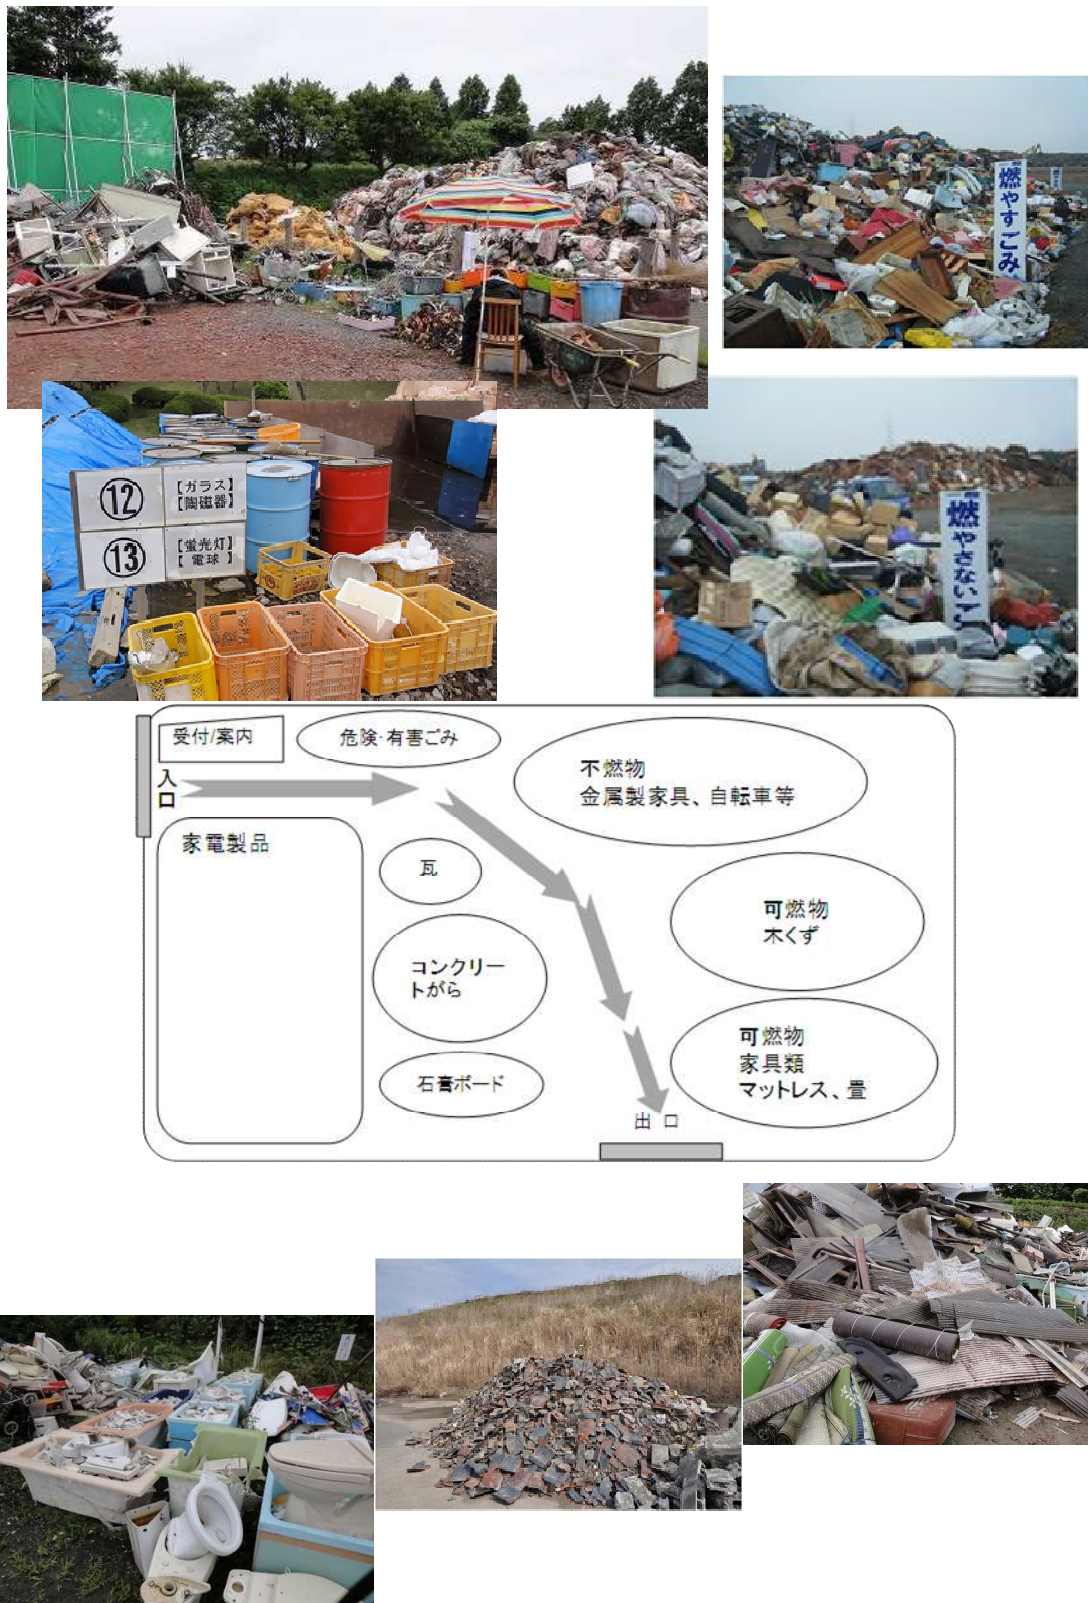 燃やすごみ
⑫
【ガラス】
【陶磁器】
⑬
【蛍光灯】
【電球】
燃やさないご
受付/案内
危険・有害ごみ
入口
不燃物
金属製家具、自転車等
家電製品
瓦
可燃物
木くず
コンクリー
トがら
可燃物
家具類
マットレス、畳
石膏ボード
出口